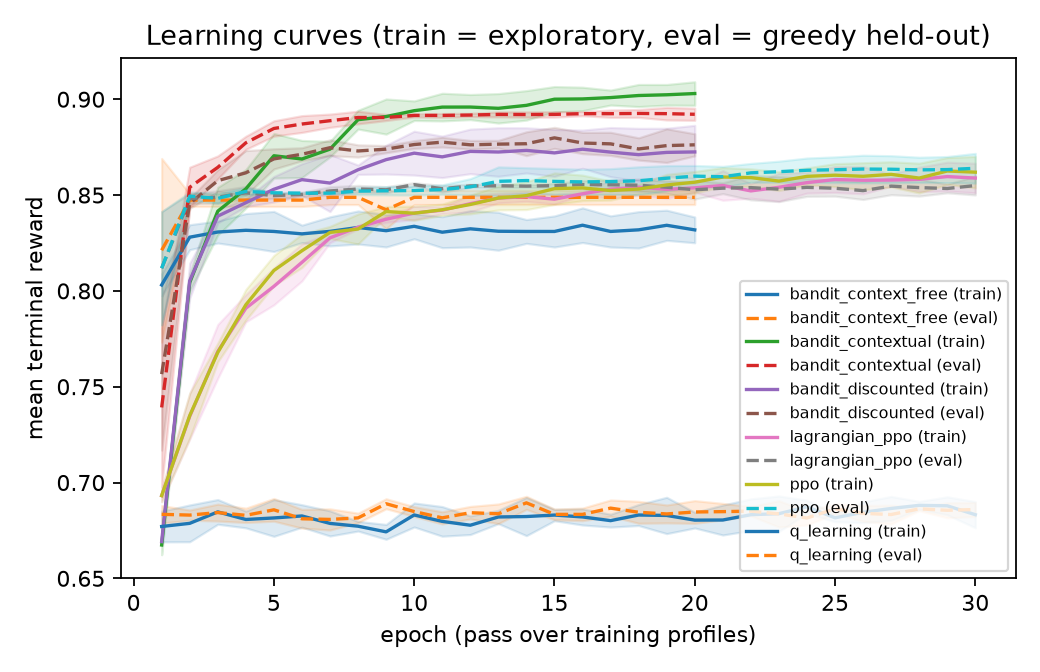 Learning curves (train = exploratory, eval = greedy held-out)
mean terminal reward
0.90
0.85
0.80
0.75
0.70
0.65
bandit_context_free (train)
bandit_context_free (eval)
bandit_contextual (train)
bandit_contextual (eval)
bandit_discounted (train)
bandit_discounted (eval)
lagrangian_ppo (train)
lagrangian_ppo (eval)
ppo (train)
ppo (eval)
q_learning (train)
q_learning (eval)
0 5 10 15 20 25 30
epoch (pass over training profiles)